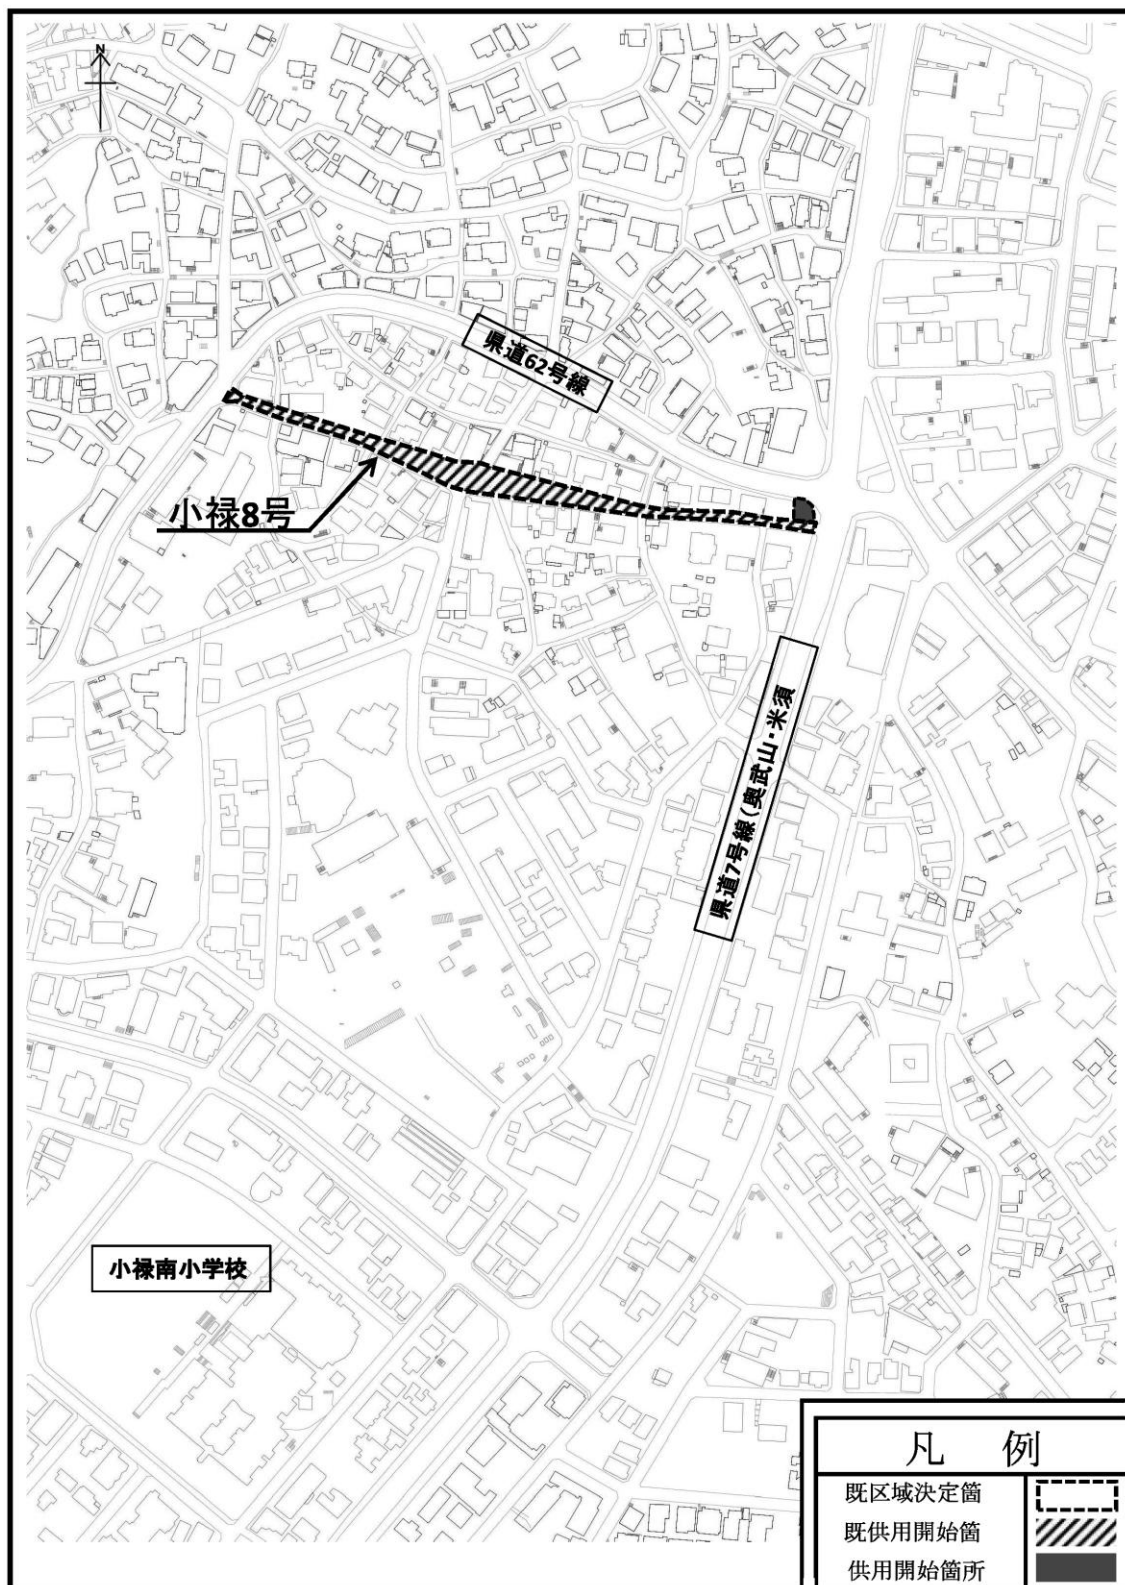 N
県道62号線
小禄8号
県道7号線(奥武山・米須
小禄南小学校
凡 例
既区域決定箇
既供用開始箇
供用開始箇所